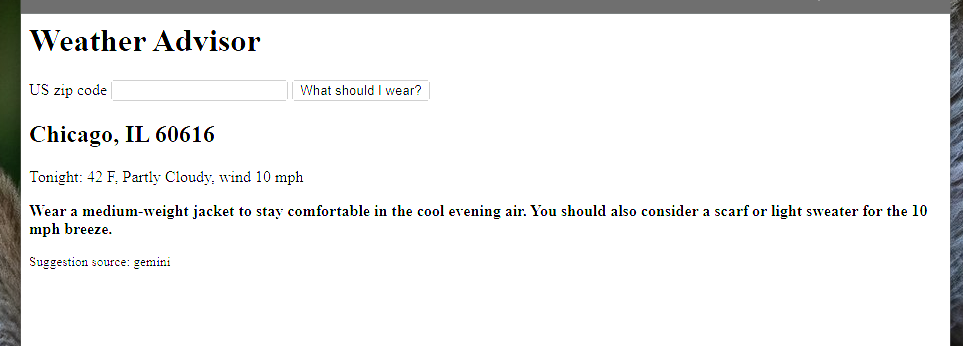 Weather Advisor
US zip code What should I wear?
Chicago, IL 60616
Tonight: 42 F, Partly Cloudy, wind 10 mph
Wear a medium-weight jacket to stay comfortable in the cool evening air. You should also consider a scarf or light sweater for the 10
mph breeze.
Suggestion source: gemini